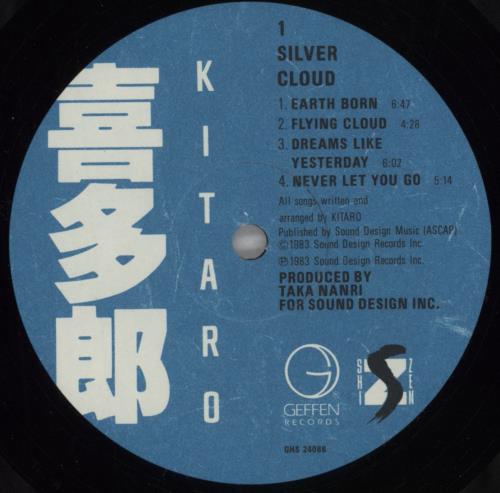 喜多郎
KITARO
1
SILVER
CLOUD
1. EARTH BORN 6:47
2. FLYING CLOUD 4:28
3. DREAMS LIKE
YESTERDAY 6:02
4. NEVER LET YOU GO 5:14
All songs written and
arranged by KITARO
Published by Sound Design Music (ASCAP)
©1983 Sound Design Records Inc.
℗1983 Sound Design Records Inc.
PRODUCED BY
TAKA NANRI
FOR SOUND DESIGN INC.
G
GEFFEN
RECORDS
SHI
ZEN
SZ
GHS 24086